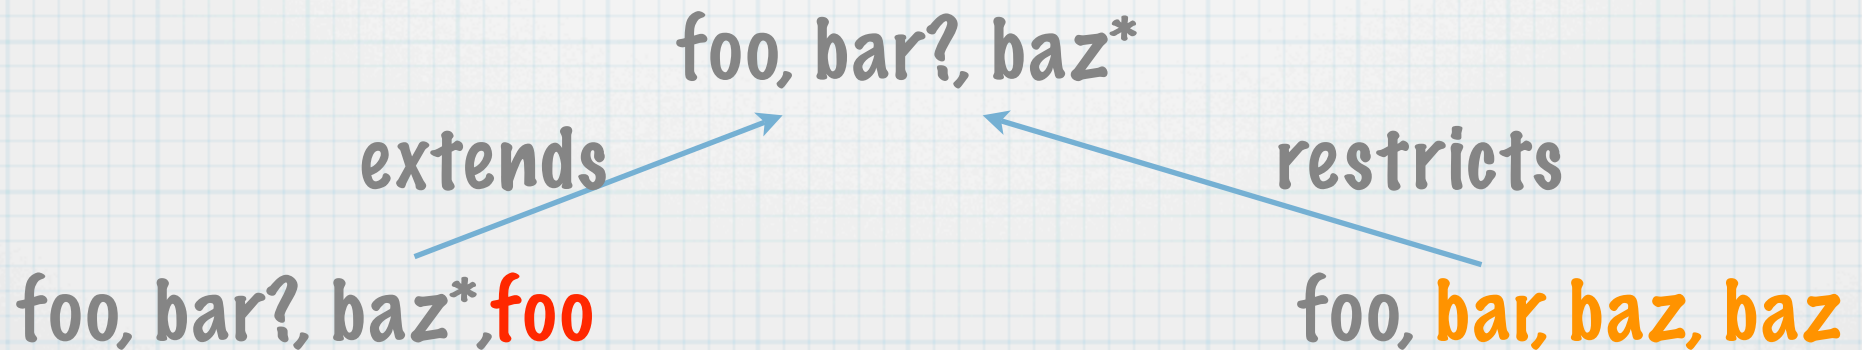 foo, bar?, baz*
extends
restricts
foo, bar?, baz*,foo
foo, bar, baz, baz